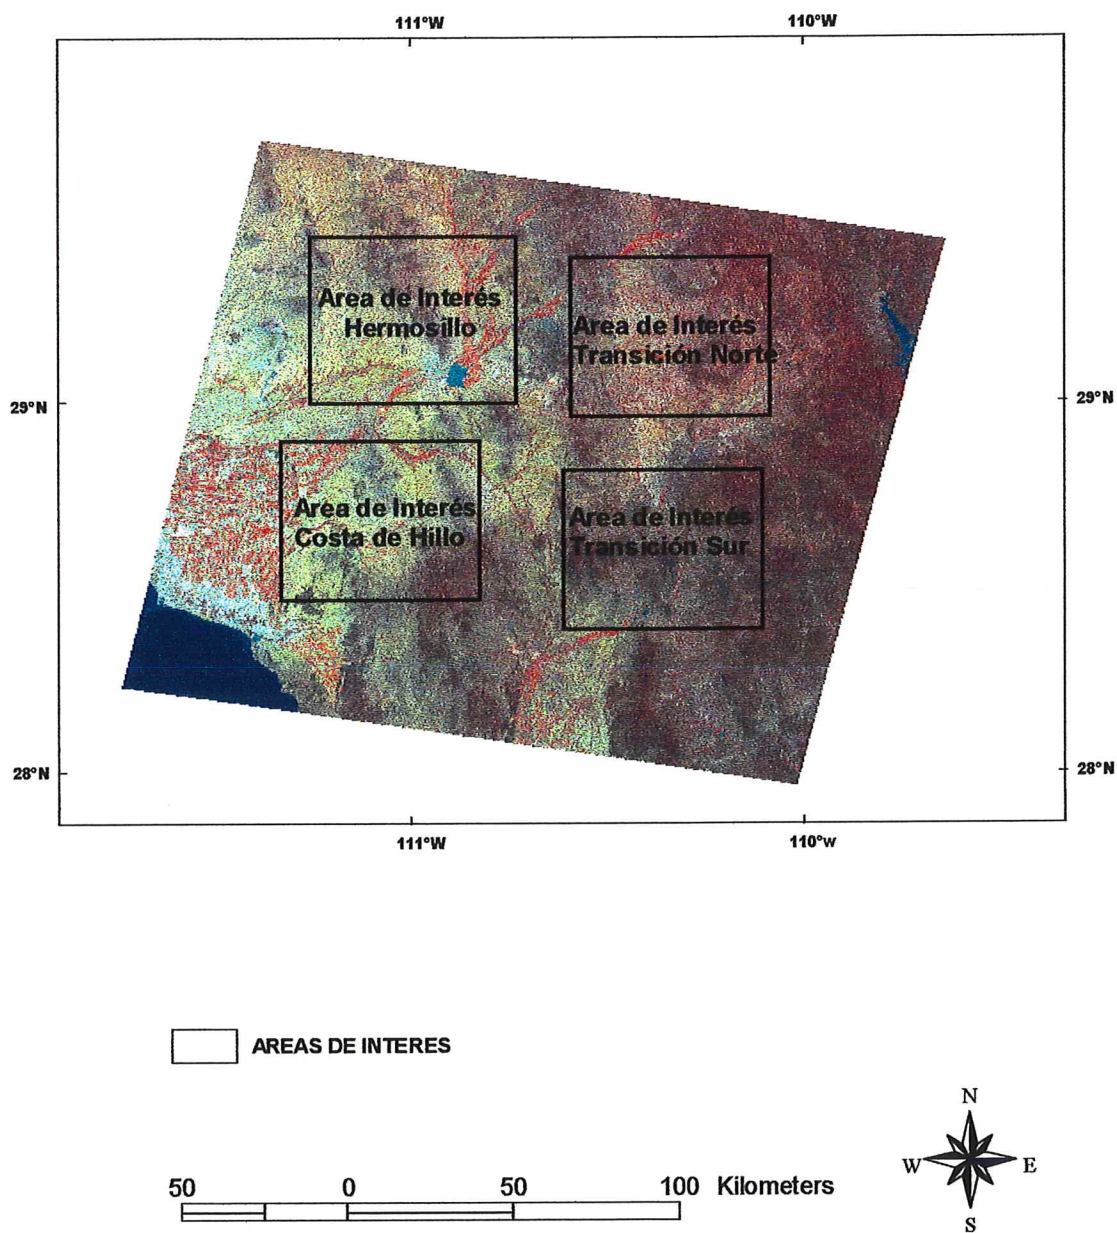 111°W
110°W
Area de Interés
Hermosillo
Area de Interés
Transición Norte
29°N
29°N
Area de Interés
Costa de Hillo
Area de Interés
Transición Sur
28°N
28°N
111°W
110°W
AREAS DE INTERES
50
0
50
100
Kilometers
N
W
E
S